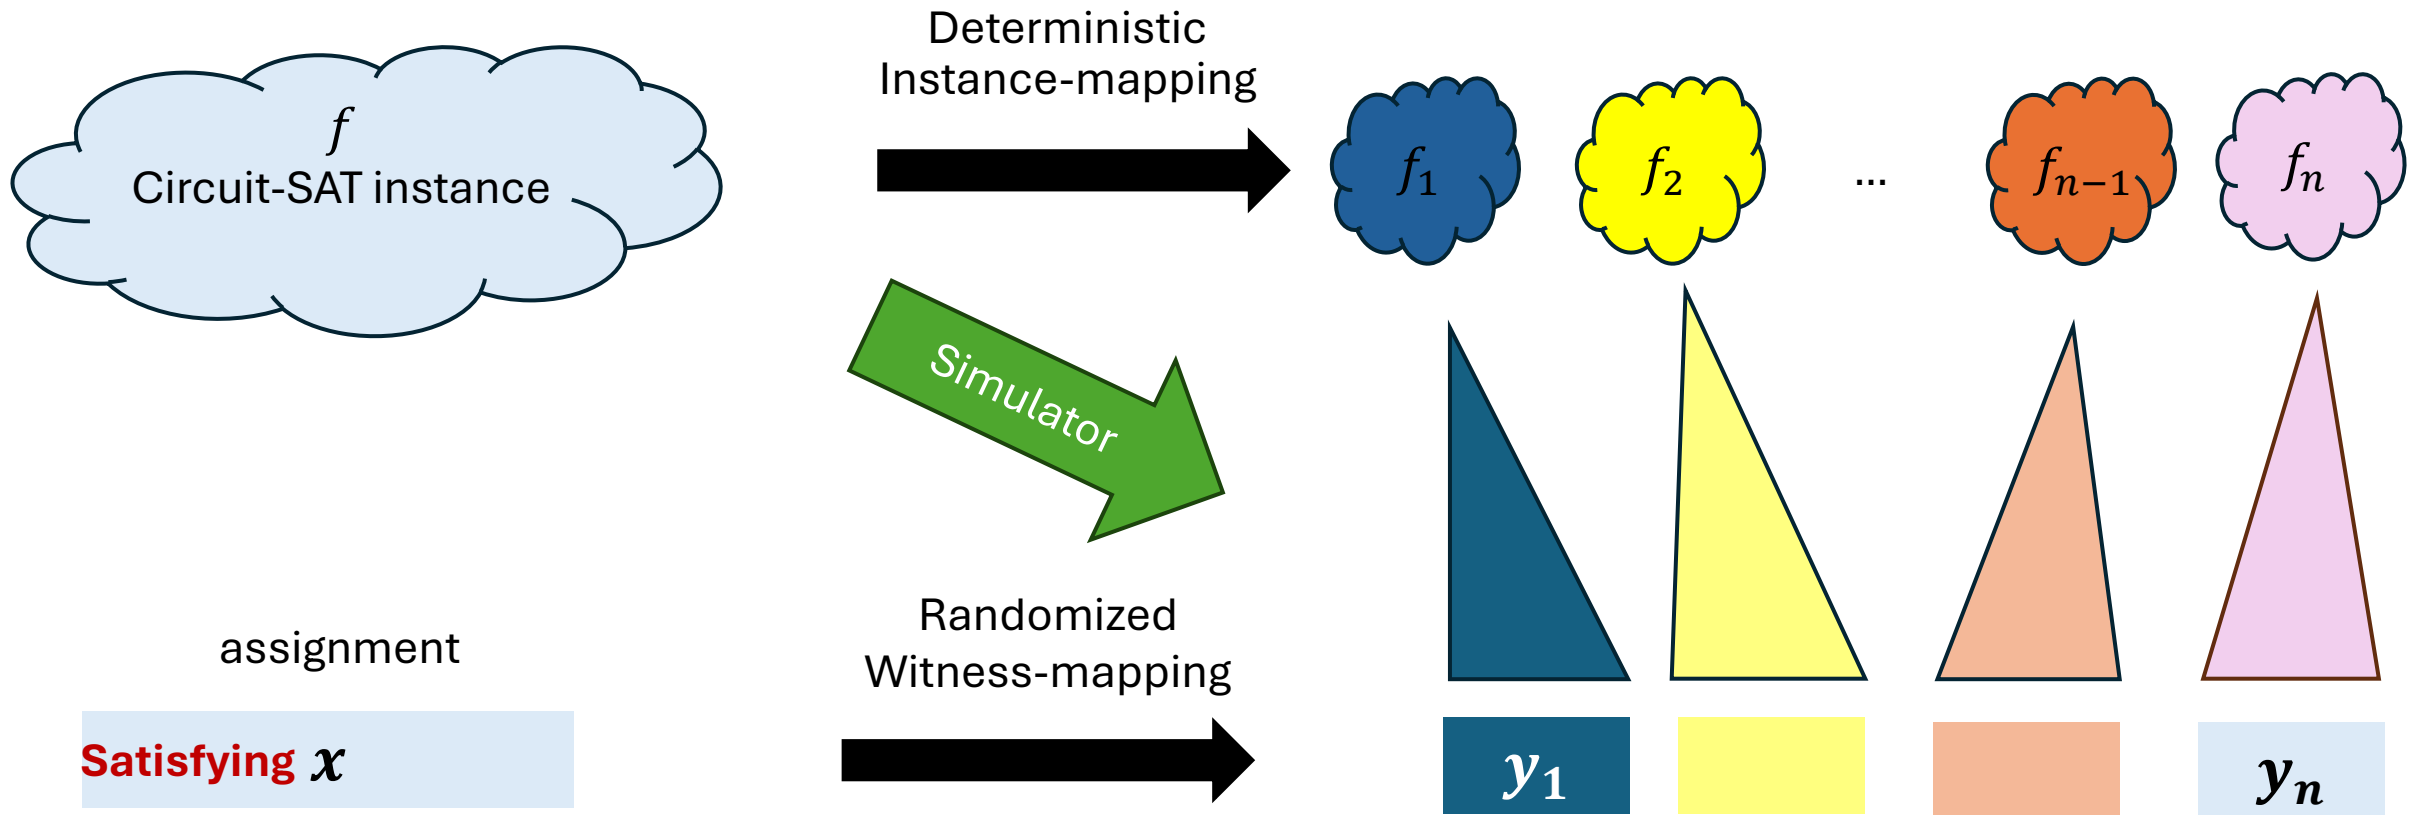 Deterministic
Instance-mapping
f
Circuit-SAT instance
f₁
f₂
...
fₙ₋₁
fₙ
Simulator
Randomized
Witness-mapping
assignment
Satisfying x
y₁
yₙ